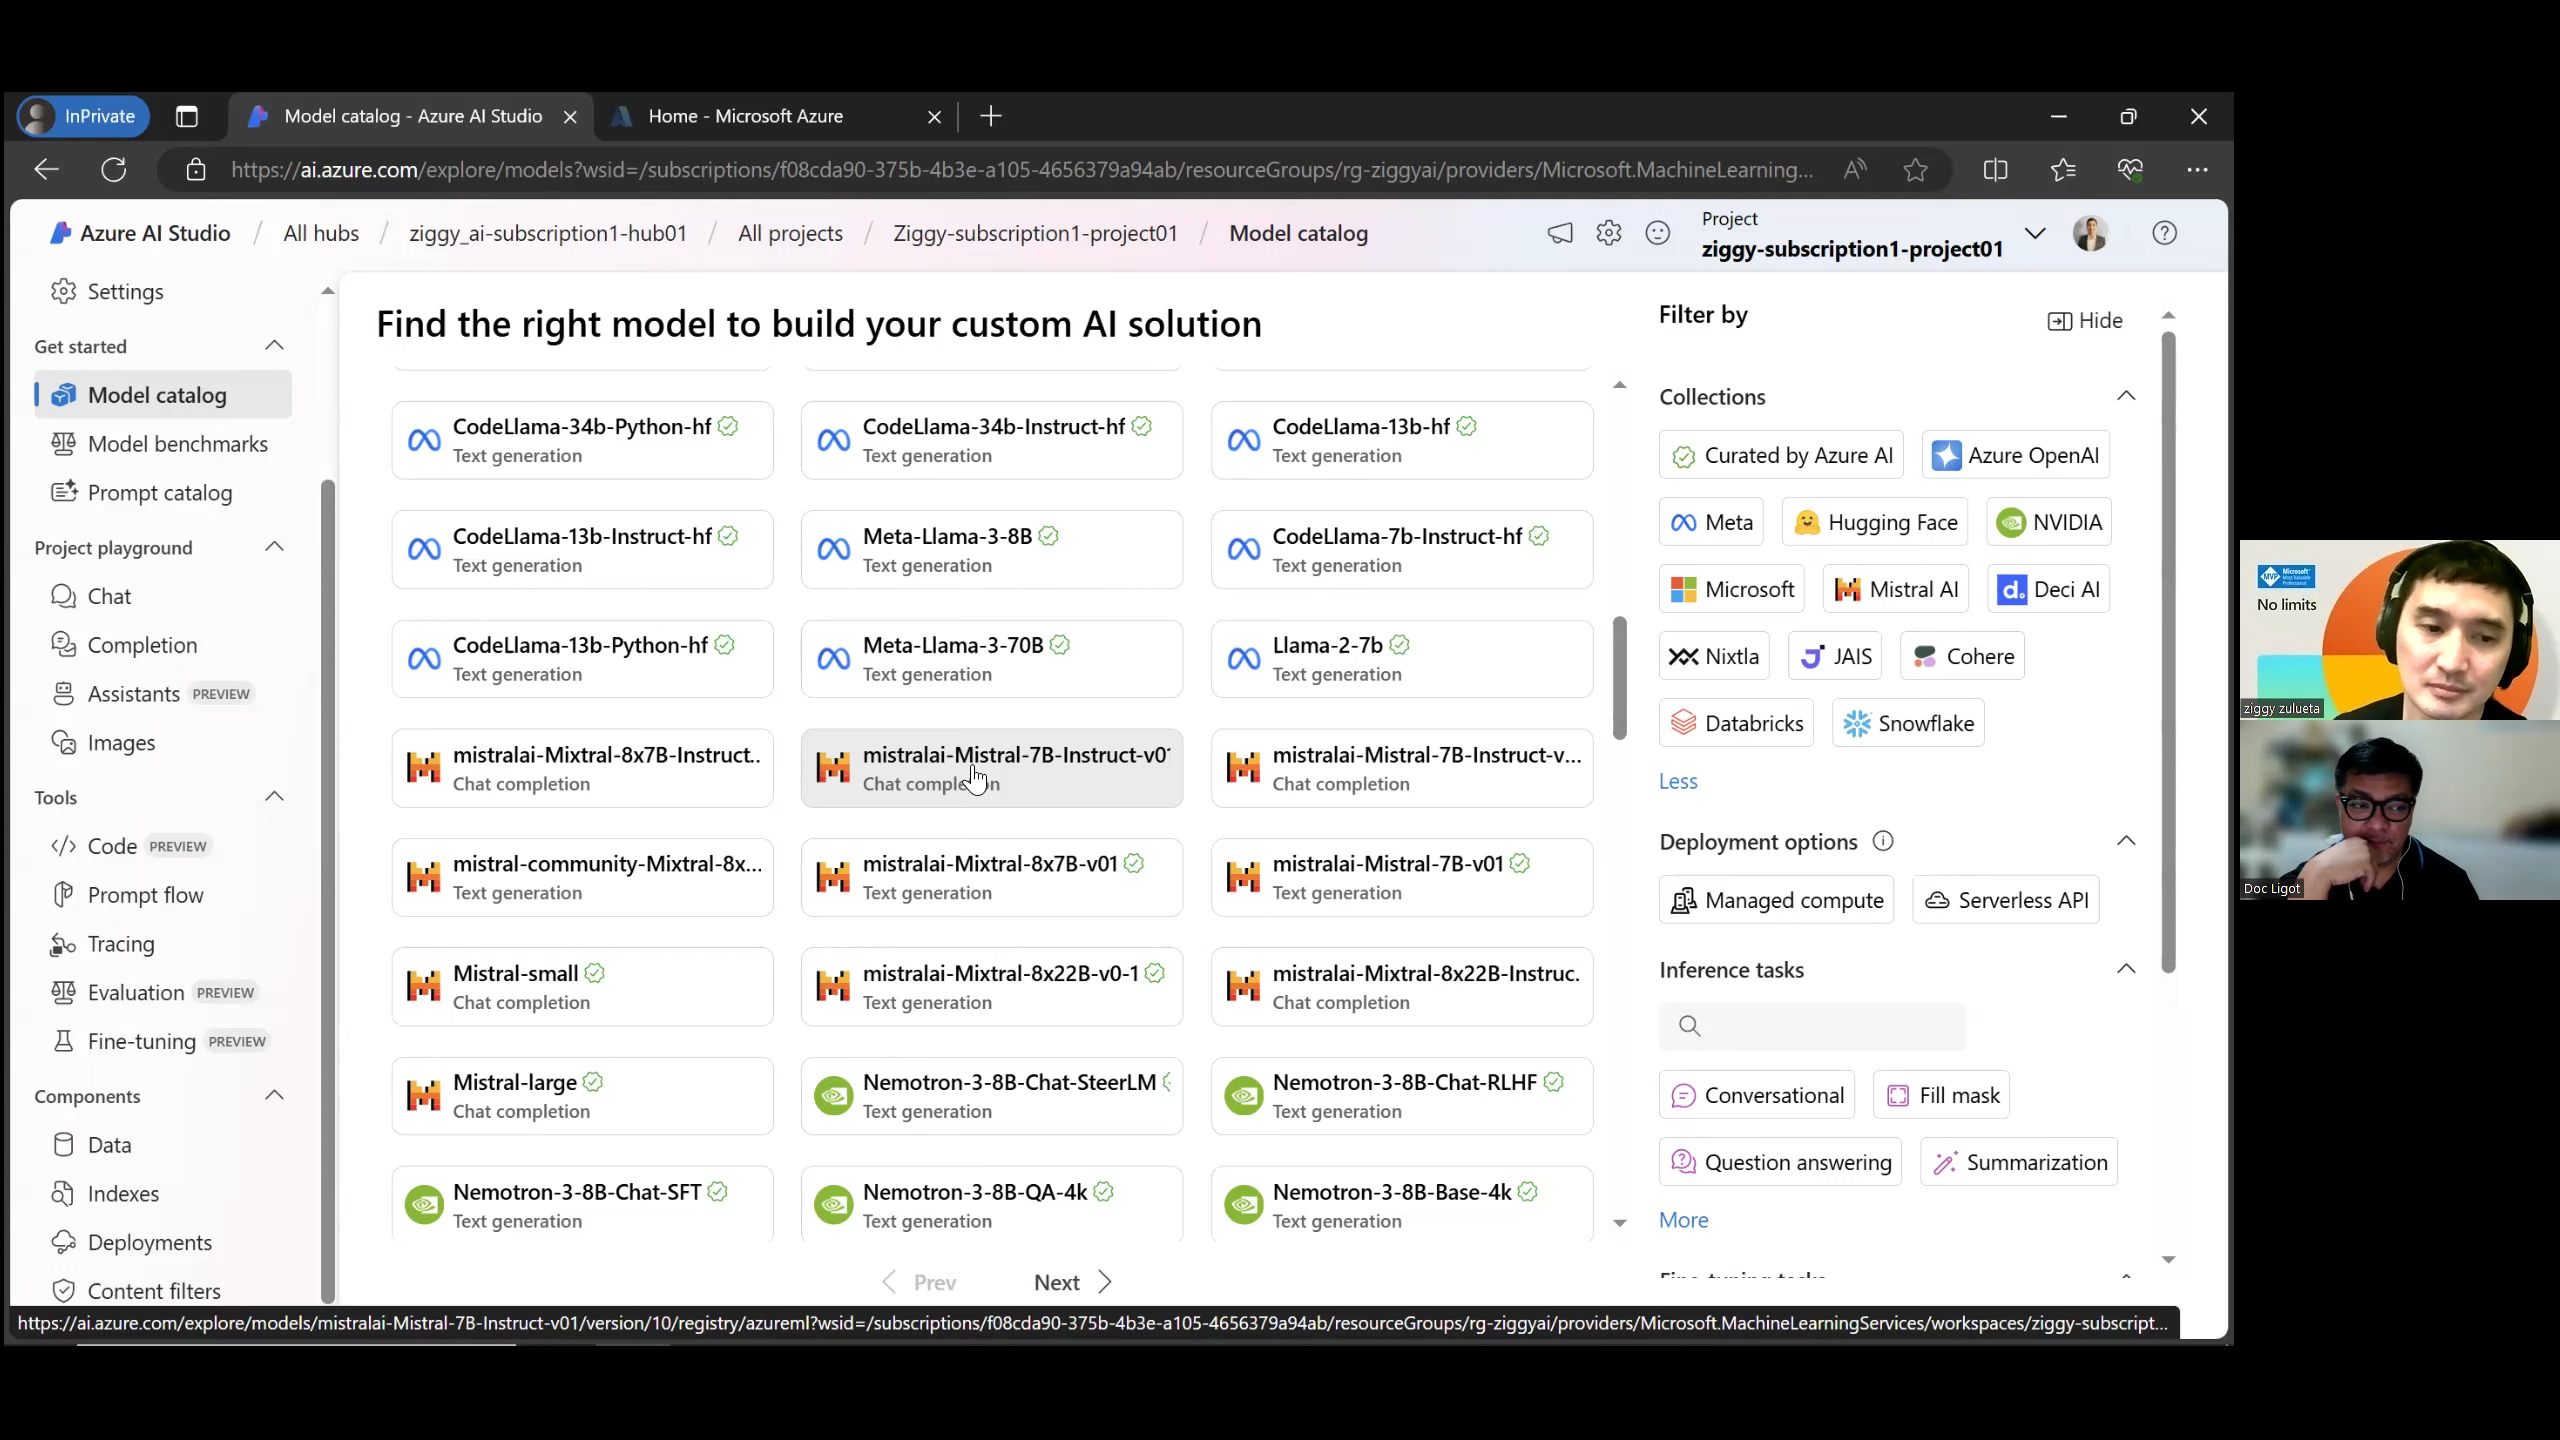 InPrivate
Model catalog - Azure AI Studio
Home - Microsoft Azure
https://ai.azure.com/explore/models?wsid=/subscriptions/f08cda90-375b-4b3e-a105-4656379a94ab/resourceGroups/rg-ziggyai/providers/Microsoft.MachineLearning...
Azure AI Studio / All hubs / ziggy_ai-subscription1-hub01 / All projects / Ziggy-subscription1-project01 / Model catalog
Project
ziggy-subscription1-project01
Settings
Get started
Model catalog
Model benchmarks
Prompt catalog
Project playground
Chat
Completion
Assistants PREVIEW
Images
Tools
Code PREVIEW
Prompt flow
Tracing
Evaluation PREVIEW
Fine-tuning PREVIEW
Components
Data
Indexes
Deployments
Content filters
Find the right model to build your custom AI solution
CodeLlama-34b-Python-hf
Text generation
CodeLlama-34b-Instruct-hf
Text generation
CodeLlama-13b-hf
Text generation
CodeLlama-13b-Instruct-hf
Text generation
Meta-Llama-3-8B
Text generation
CodeLlama-7b-Instruct-hf
Text generation
CodeLlama-13b-Python-hf
Text generation
Meta-Llama-3-70B
Text generation
Llama-2-7b
Text generation
mistralai-Mixtral-8x7B-Instruct..
Chat completion
mistralai-Mistral-7B-Instruct-v01
Chat completion
mistralai-Mistral-7B-Instruct-v...
Chat completion
mistral-community-Mixtral-8x...
Text generation
mistralai-Mixtral-8x7B-v01
Text generation
mistralai-Mistral-7B-v01
Text generation
Mistral-small
Chat completion
mistralai-Mixtral-8x22B-v0-1
Text generation
mistralai-Mixtral-8x22B-Instruc.
Chat completion
Mistral-large
Chat completion
Nemotron-3-8B-Chat-SteerLM
Text generation
Nemotron-3-8B-Chat-RLHF
Text generation
Nemotron-3-8B-Chat-SFT
Text generation
Nemotron-3-8B-QA-4k
Text generation
Nemotron-3-8B-Base-4k
Text generation
Prev
Next
Filter by
Hide
Collections
Curated by Azure AI
Azure OpenAI
Meta
Hugging Face
NVIDIA
Microsoft
Mistral AI
Deci AI
Nixtla
JAIS
Cohere
Databricks
Snowflake
Less
Deployment options
Managed compute
Serverless API
Inference tasks
Conversational
Fill mask
Question answering
Summarization
More
https://ai.azure.com/explore/models/mistralai-Mistral-7B-Instruct-v01/version/10/registry/azureml?wsid=/subscriptions/f08cda90-375b-4b3e-a105-4656379a94ab/resourceGroups/rg-ziggyai/providers/Microsoft.MachineLearningServices/workspaces/ziggy-subscript...
MVP
Microsoft
No limits
ziggy zulueta
Doc Ligot